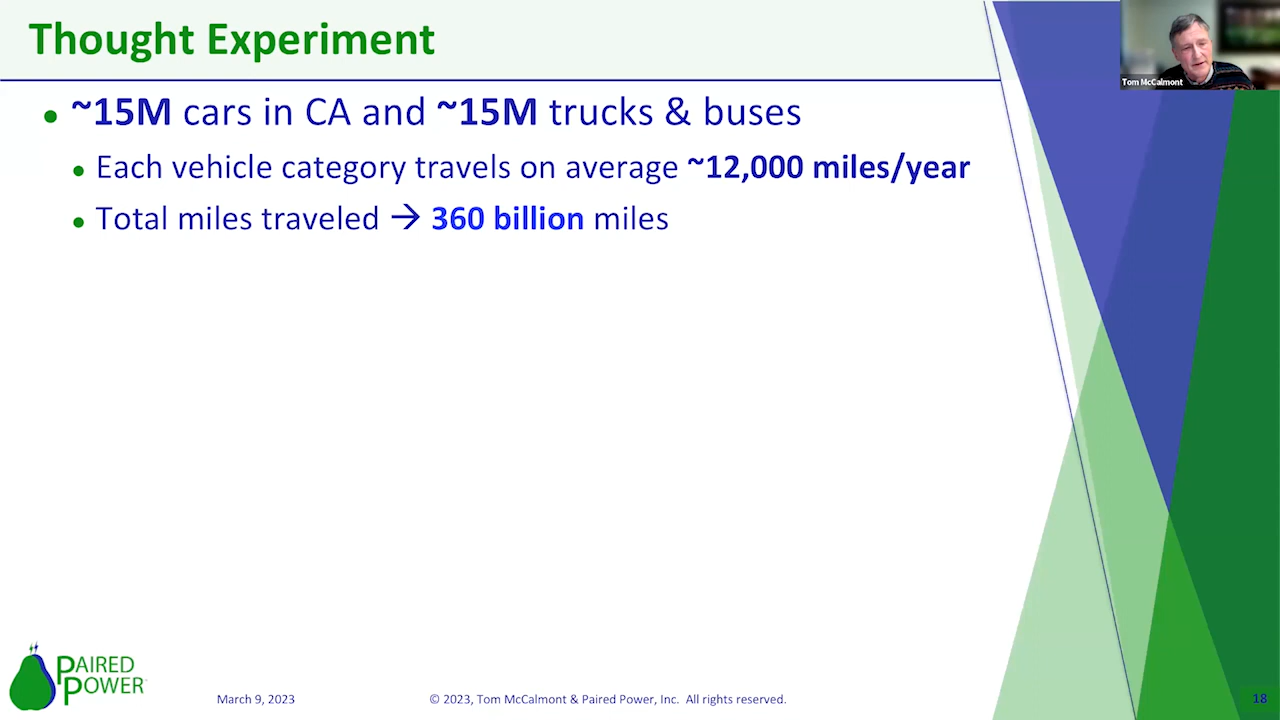 Thought Experiment
Tom McCalmont
• ~15M cars in CA and ~15M trucks & buses
• Each vehicle category travels on average ~12,000 miles/year
• Total miles traveled → 360 billion miles
PAIRED
POWER
March 9, 2023
© 2023, Tom McCalmont & Paired Power, Inc. All rights reserved.
18